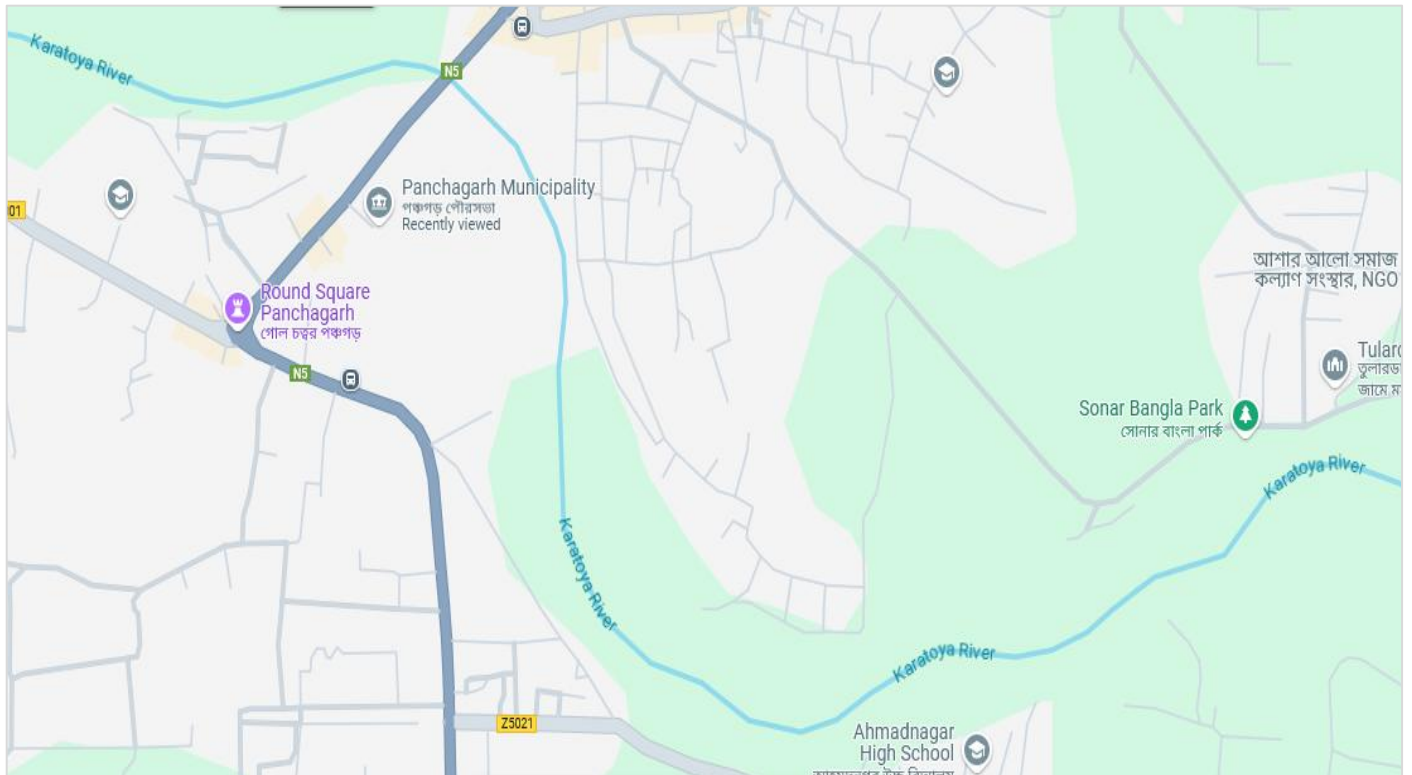 Karatoya River
N5
Panchagarh Municipality
পঞ্চগড় পৌরসভা
Recently viewed
01
আশার আলো সমাজ
কল্যাণ সংস্থার, NGO
Round Square
Panchagarh
গোল চত্বর পঞ্চগড়
N5
জামে ম
Sonar Bangla Park
সোনার বাংলা পার্ক
Karatoya River
Karatoya River
Karatoya River
Z5021
Ahmadnagar
High School